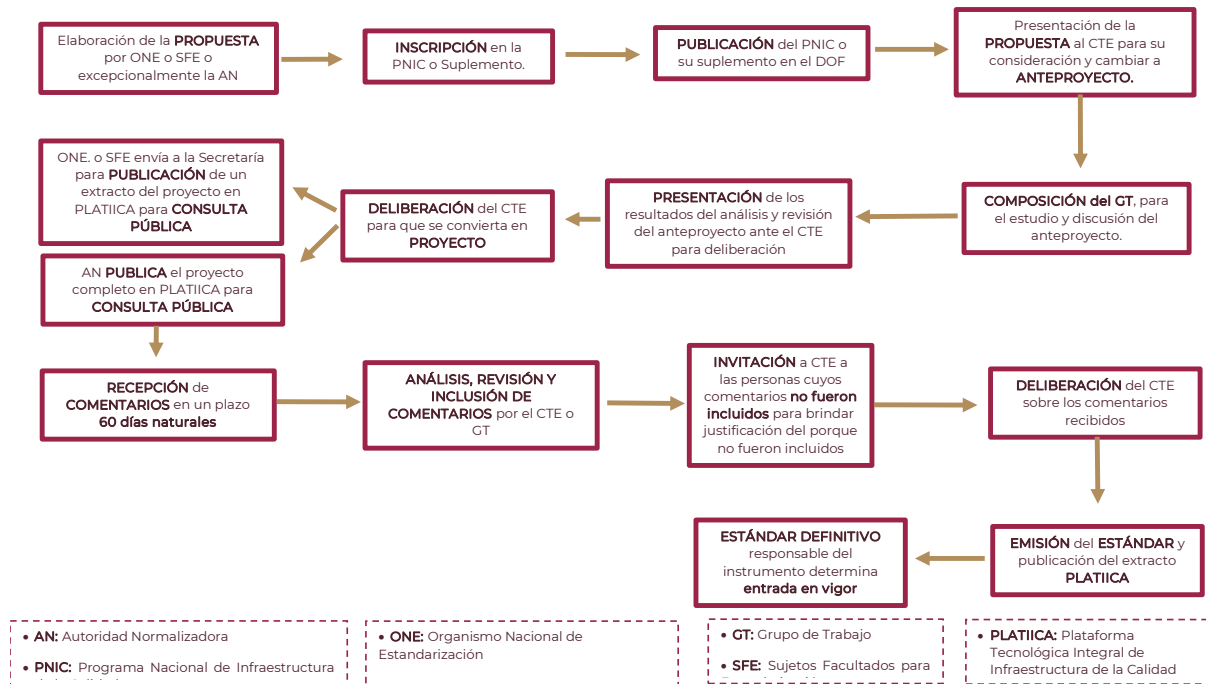 Elaboración de la PROPUESTA
por ONE o SFE o
excepcionalmente la AN
INSCRIPCIÓN en la
PNIC o Suplemento.
PUBLICACIÓN del PNIC o
su suplemento en el DOF
Presentación de la
PROPUESTA al CTE para su
consideración y cambiar a
ANTEPROYECTO.
COMPOSICIÓN del GT, para
el estudio y discusión del
anteproyecto.
PRESENTACIÓN de los
resultados del análisis y revisión
del anteproyecto ante el CTE
para deliberación
DELIBERACIÓN del CTE
para que se convierta en
PROYECTO
ONE. o SFE envía a la Secretaría
para PUBLICACIÓN de un
extracto del proyecto en
PLATIICA para CONSULTA
PÚBLICA
AN PUBLICA el proyecto
completo en PLATIICA para
CONSULTA PÚBLICA
RECEPCIÓN de
COMENTARIOS en un plazo
60 días naturales
ANÁLISIS, REVISIÓN Y
INCLUSIÓN DE
COMENTARIOS por el CTE o
GT
INVITACIÓN a CTE a
las personas cuyos
comentarios no fueron
incluidos para brindar
justificación del porque
no fueron incluidos
DELIBERACIÓN del CTE
sobre los comentarios
recibidos
EMISIÓN del ESTÁNDAR y
publicación del extracto
PLATIICA
ESTÁNDAR DEFINITIVO
responsable del
instrumento determina
entrada en vigor
• AN: Autoridad Normalizadora
• PNIC: Programa Nacional de Infraestructura
• ONE: Organismo Nacional de
Estandarización
• GT: Grupo de Trabajo
• SFE: Sujetos Facultados para
• PLATIICA: Plataforma
Tecnológica Integral de
Infraestructura de la Calidad